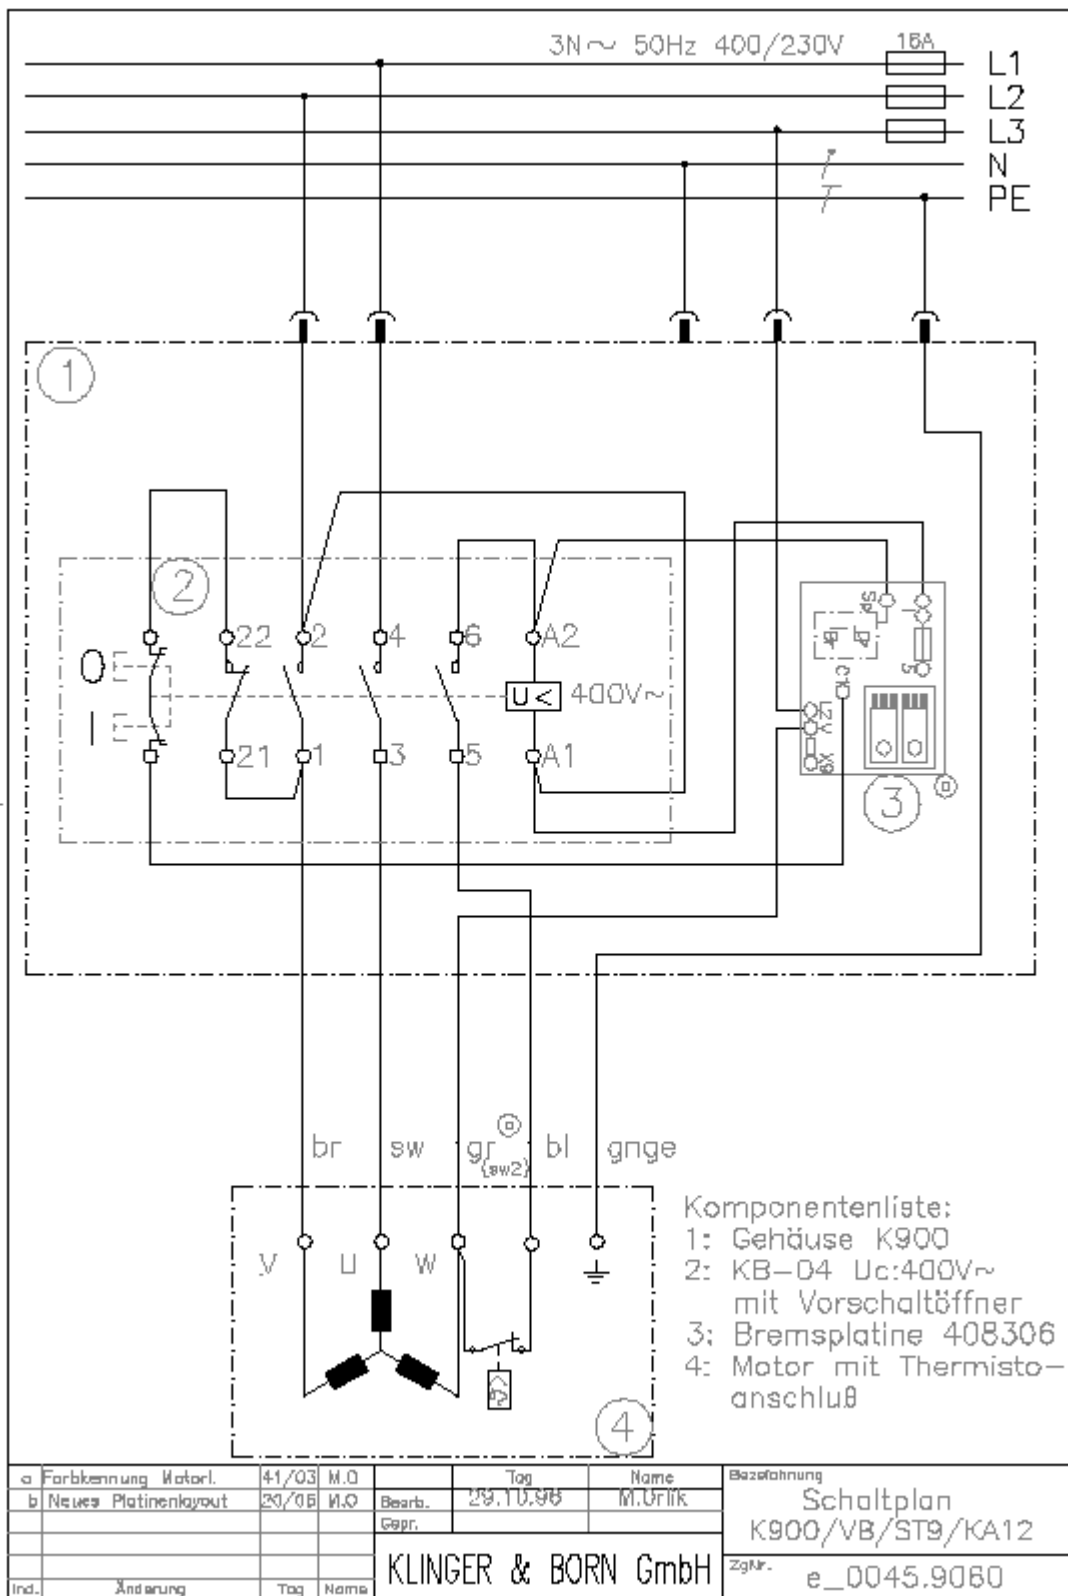 3N~ 50Hz 400/230V
16A
L1
L2
L3
N
PE
1
2
22
2
4
6
A2
0
I
U<
400V~
21
1
3
5
A1
Sp
3
br
sw
gr
(sw2)
bl
gnge
V
U
W
4
Komponentenliste:
1: Gehäuse K900
2: KB-04 Uc:400V~
mit Vorschaltöffner
3: Bremsplatine 408306
4: Motor mit Thermisto-
anschluß
a Farbkennung Motorl. 41/03 M.O
b Neues Platinenlayout 20/06 M.O
Ind. Änderung Tag Name
Tag Name
Bearb. 29.10.96 M.Orlik
Gepr.
KLINGER & BORN GmbH
Bezeichnung
Schaltplan
K900/VB/ST9/KA12
ZgNr.
e_0045.9060